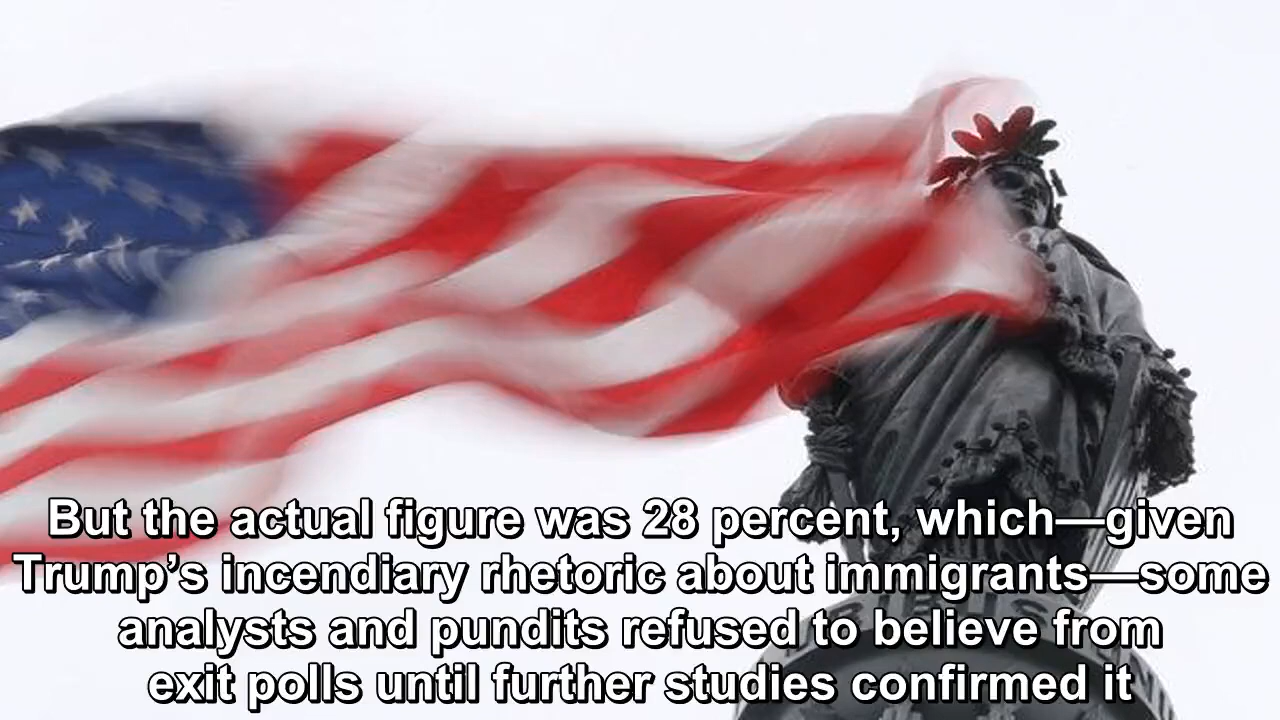 But the actual figure was 28 percent, which—given
Trump’s incendiary rhetoric about immigrants—some
analysts and pundits refused to believe from
exit polls until further studies confirmed it